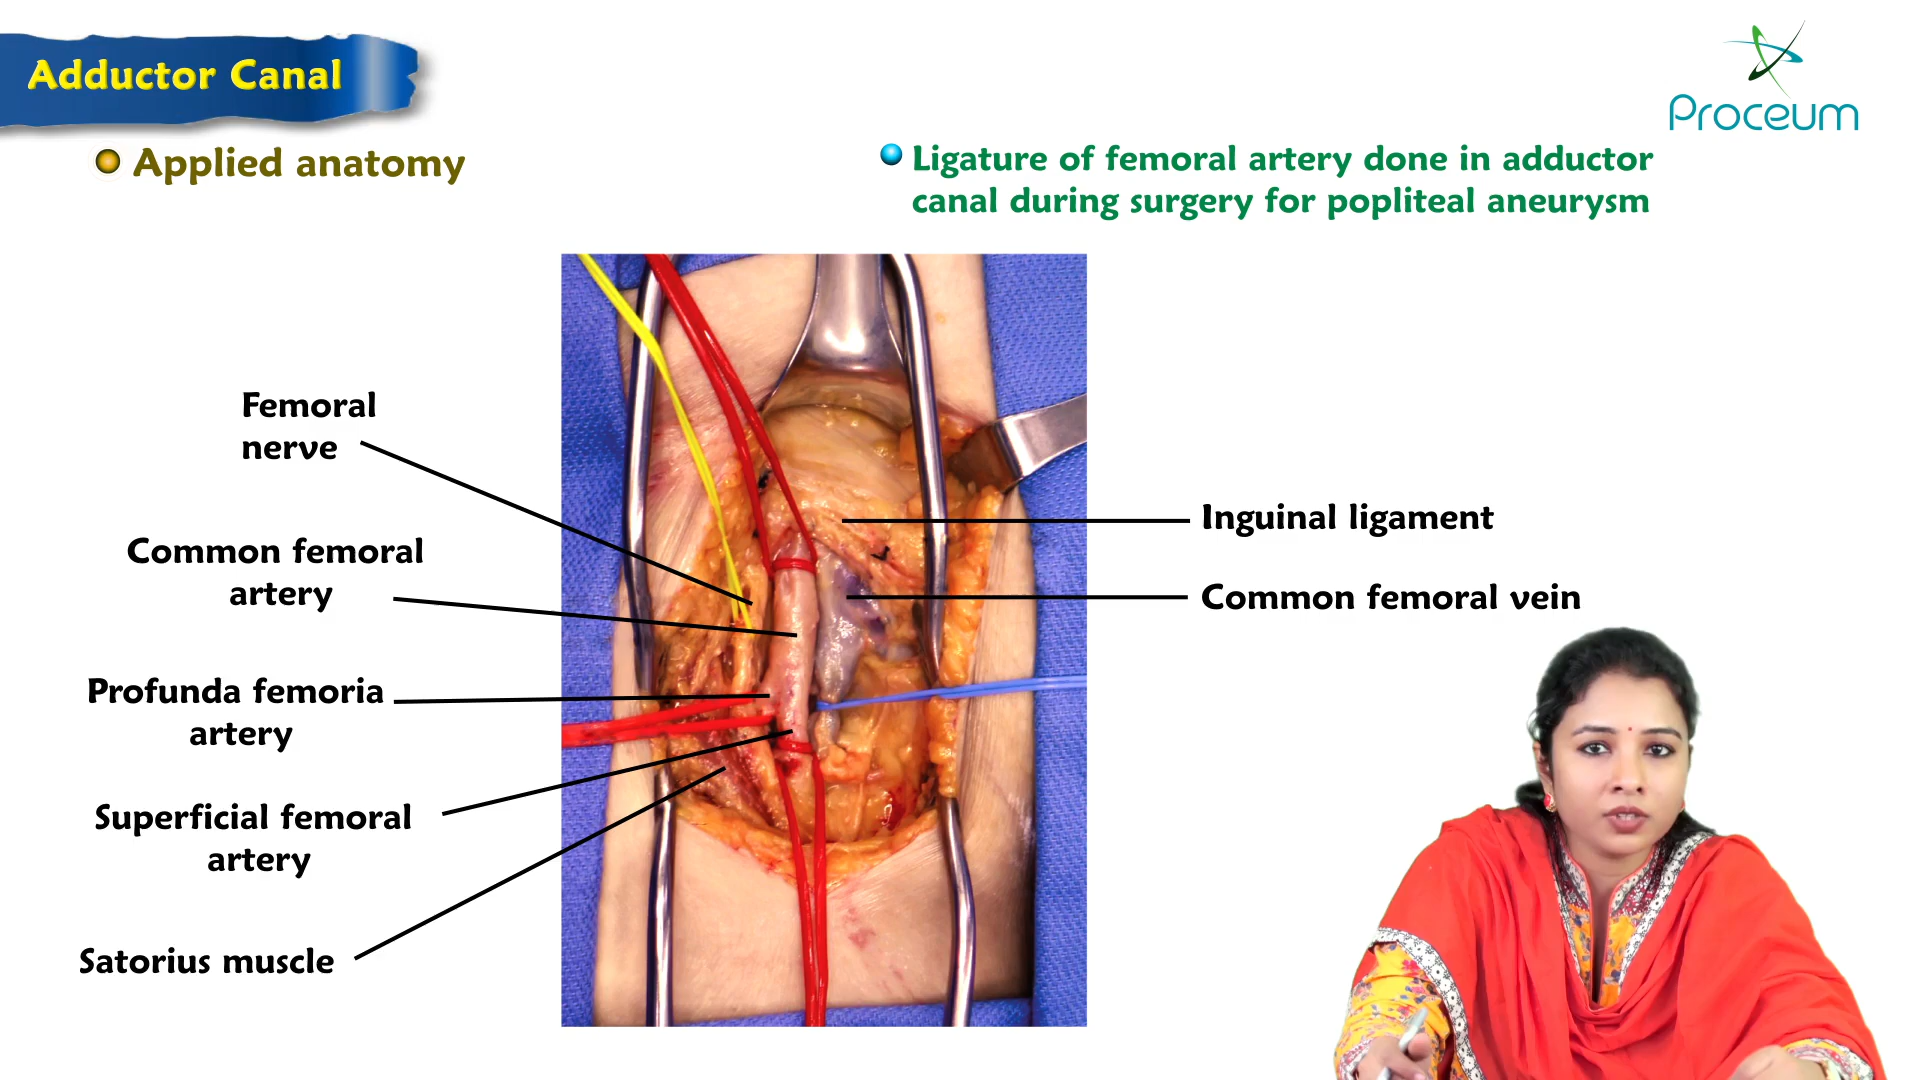 Adductor Canal
Proceum
Applied anatomy
Ligature of femoral artery done in adductor
canal during surgery for popliteal aneurysm
Femoral
nerve
Common femoral
artery
Profunda femoria
artery
Superficial femoral
artery
Satorius muscle
Inguinal ligament
Common femoral vein